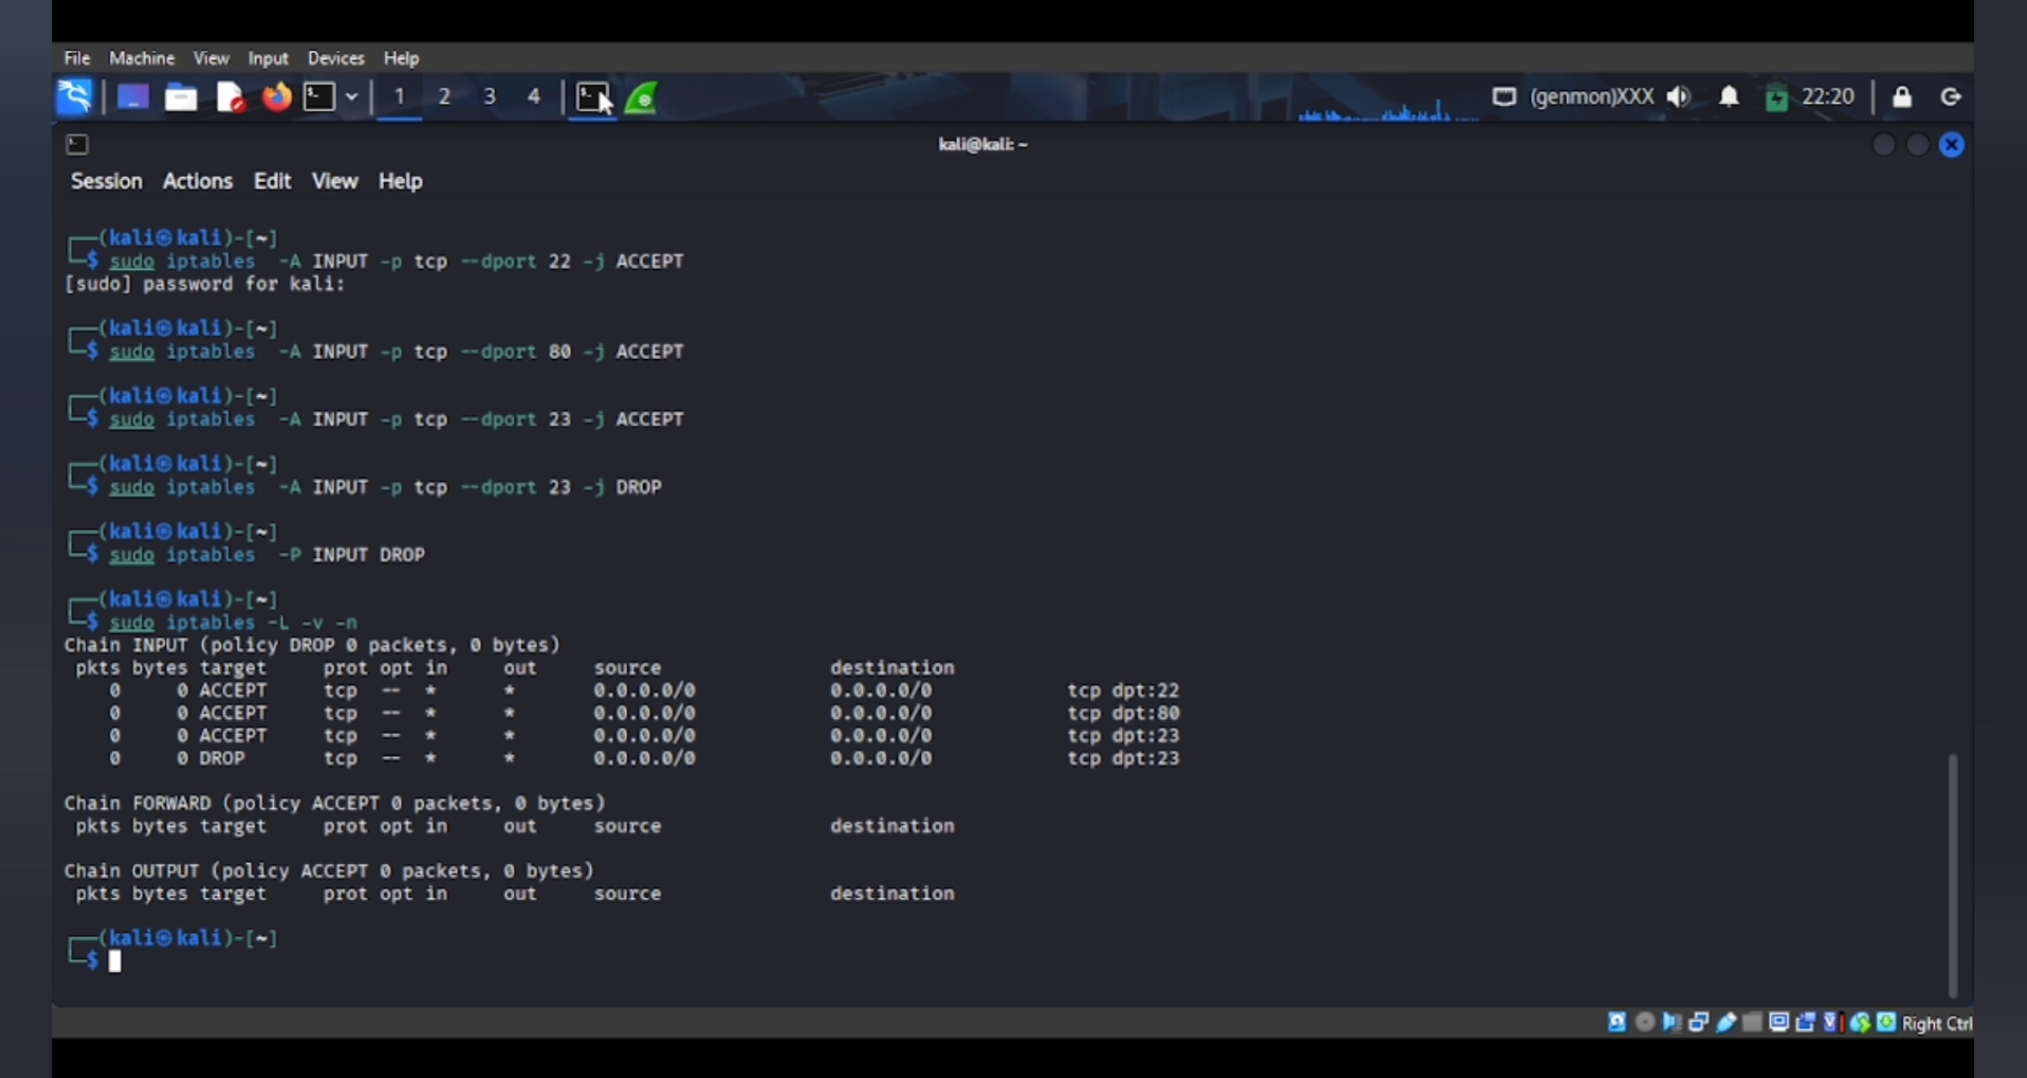 File Machine View Input Devices Help
1 2 3 4 (genmon)XXX 22:20
kali@kali: ~
Session Actions Edit View Help
┌──(kali㉿kali)-[~]
└─$ sudo iptables -A INPUT -p tcp --dport 22 -j ACCEPT
[sudo] password for kali:
┌──(kali㉿kali)-[~]
└─$ sudo iptables -A INPUT -p tcp --dport 80 -j ACCEPT
┌──(kali㉿kali)-[~]
└─$ sudo iptables -A INPUT -p tcp --dport 23 -j ACCEPT
┌──(kali㉿kali)-[~]
└─$ sudo iptables -A INPUT -p tcp --dport 23 -j DROP
┌──(kali㉿kali)-[~]
└─$ sudo iptables -P INPUT DROP
┌──(kali㉿kali)-[~]
└─$ sudo iptables -L -v -n
Chain INPUT (policy DROP 0 packets, 0 bytes)
pkts bytes target prot opt in out source destination
0 0 ACCEPT tcp -- * * 0.0.0.0/0 0.0.0.0/0 tcp dpt:22
0 0 ACCEPT tcp -- * * 0.0.0.0/0 0.0.0.0/0 tcp dpt:80
0 0 ACCEPT tcp -- * * 0.0.0.0/0 0.0.0.0/0 tcp dpt:23
0 0 DROP tcp -- * * 0.0.0.0/0 0.0.0.0/0 tcp dpt:23
Chain FORWARD (policy ACCEPT 0 packets, 0 bytes)
pkts bytes target prot opt in out source destination
Chain OUTPUT (policy ACCEPT 0 packets, 0 bytes)
pkts bytes target prot opt in out source destination
┌──(kali㉿kali)-[~]
└─$
Right Ctrl